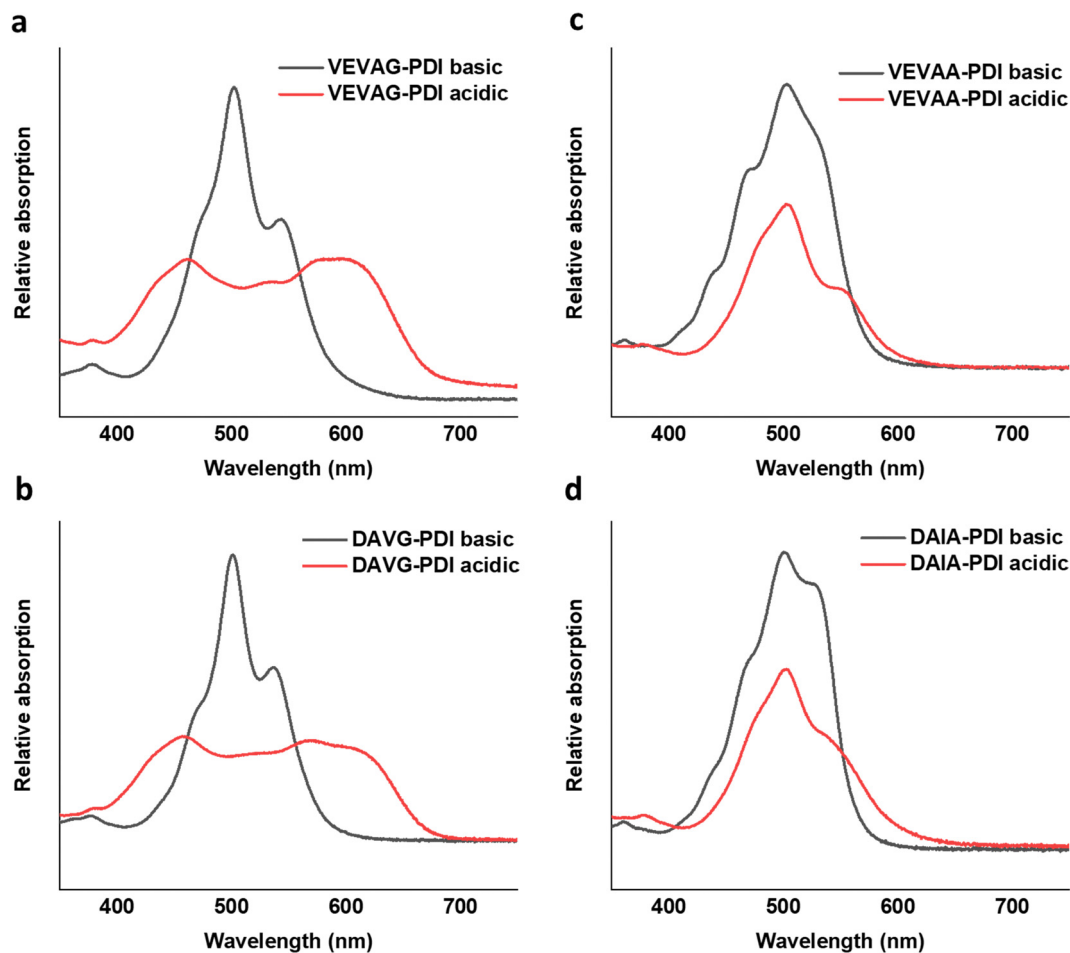 a
VEVAG-PDI basic
VEVAG-PDI acidic
Relative absorption
400 500 600 700
Wavelength (nm)
b
DAVG-PDI basic
DAVG-PDI acidic
Relative absorption
400 500 600 700
Wavelength (nm)
c
VEVAA-PDI basic
VEVAA-PDI acidic
Relative absorption
400 500 600 700
Wavelength (nm)
d
DAIA-PDI basic
DAIA-PDI acidic
Relative absorption
400 500 600 700
Wavelength (nm)